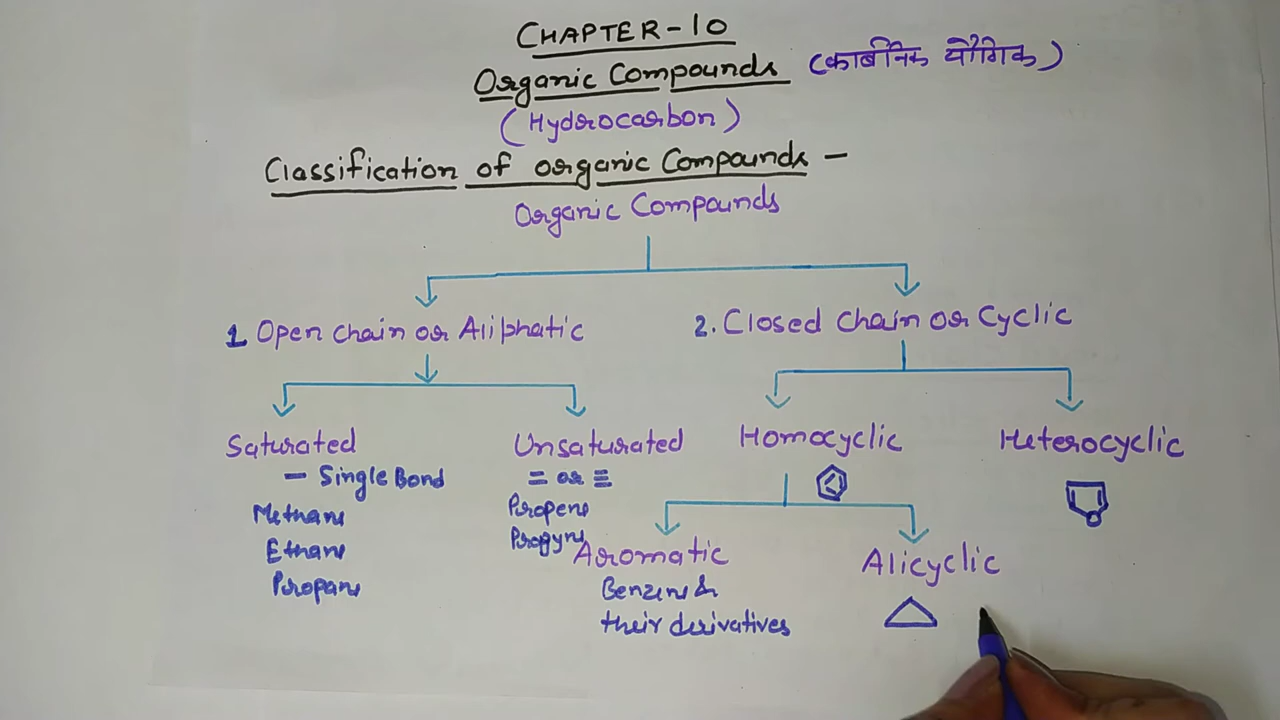 CHAPTER-10
Organic Compounds (कार्बनिक यौगिक)
(Hydrocarbon)
Classification of organic Compounds -
Organic Compounds
1. Open chain or Aliphatic
2. Closed chain or Cyclic
Saturated
- Single Bond
Methane
Ethane
Propane
Unsaturated
= or ≡
Propene
Propyne
Homocyclic
Heterocyclic
Aromatic
Benzene &
their derivatives
Alicyclic